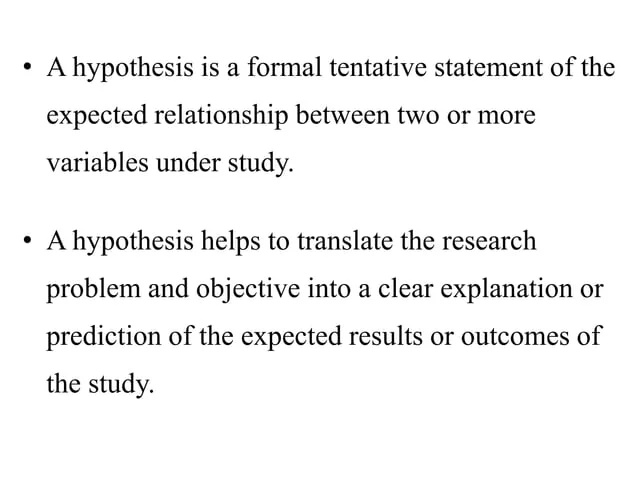 • A hypothesis is a formal tentative statement of the
expected relationship between two or more
variables under study.
• A hypothesis helps to translate the research
problem and objective into a clear explanation or
prediction of the expected results or outcomes of
the study.